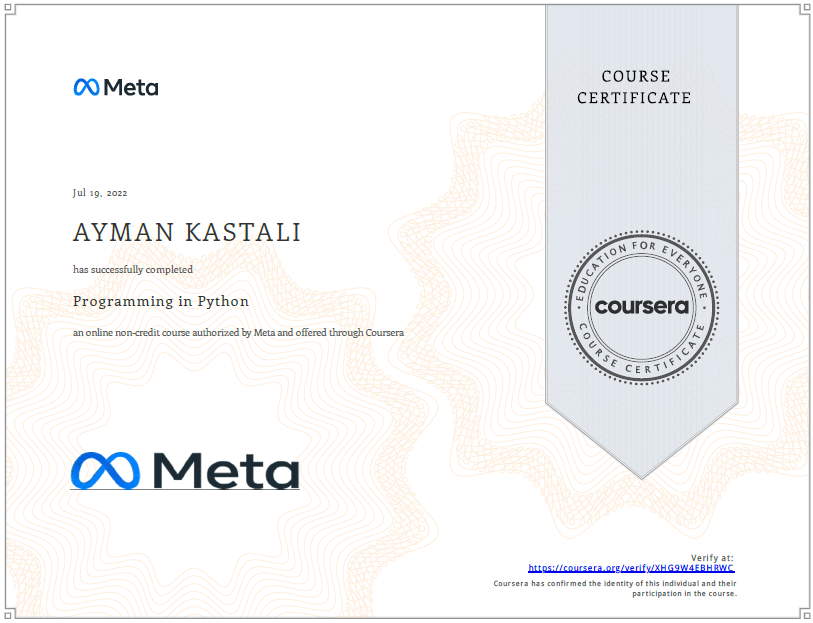 Meta
COURSE
CERTIFICATE
Jul 19, 2022
AYMAN KASTALI
has successfully completed
Programming in Python
an online non-credit course authorized by Meta and offered through Coursera
EDUCATION FOR EVERYONE
coursera
COURSE CERTIFICATE
Meta
Verify at:
https://coursera.org/verify/XHG9W4EBHRWC
Coursera has confirmed the identity of this individual and their
participation in the course.